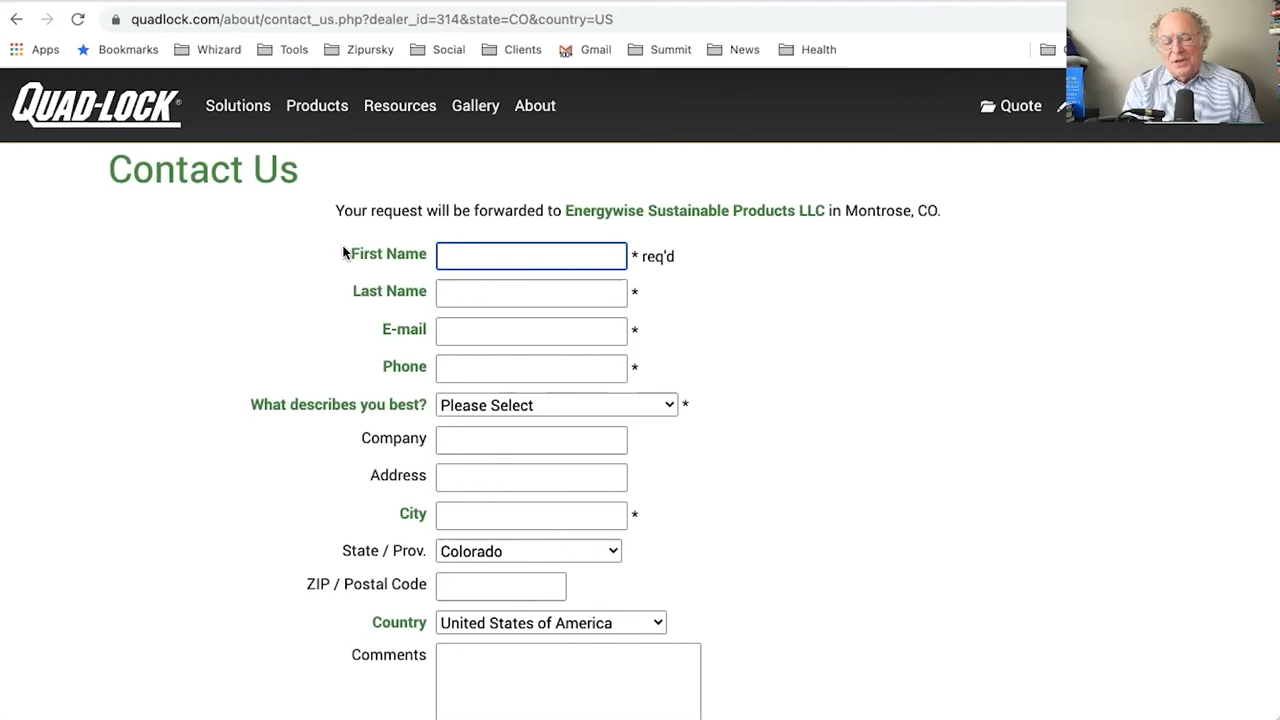 quadlock.com/about/contact_us.php?dealer_id=314&state=CO&country=US
Apps Bookmarks Whizard Tools Zipursky Social Clients Gmail Summit News Health
QUAD-LOCK® Solutions Products Resources Gallery About Quote
Contact Us
Your request will be forwarded to Energywise Sustainable Products LLC in Montrose, CO.
First Name * req'd
Last Name *
E-mail *
Phone *
What describes you best? Please Select *
Company
Address
City *
State / Prov. Colorado
ZIP / Postal Code
Country United States of America
Comments